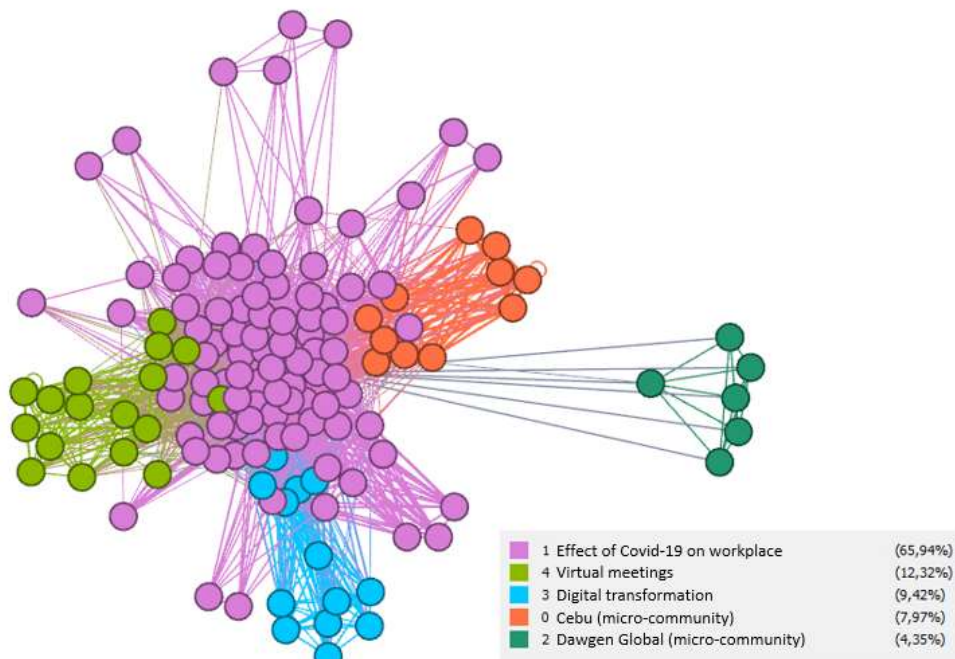 1 Effect of Covid-19 on workplace (65,94%)
4 Virtual meetings (12,32%)
3 Digital transformation (9,42%)
0 Cebu (micro-community) (7,97%)
2 Dawgen Global (micro-community) (4,35%)